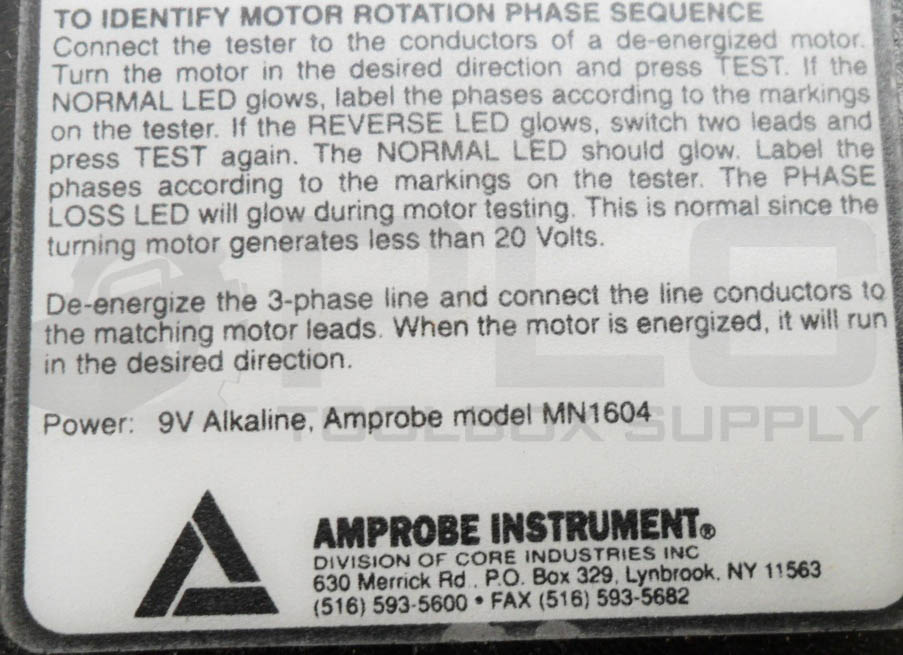 TO IDENTIFY MOTOR ROTATION PHASE SEQUENCE
Connect the tester to the conductors of a de-energized motor.
Turn the motor in the desired direction and press TEST. If the
NORMAL LED glows, label the phases according to the markings
on the tester. If the REVERSE LED glows, switch two leads and
press TEST again. The NORMAL LED should glow. Label the
phases according to the markings on the tester. The PHASE
LOSS LED will glow during motor testing. This is normal since the
turning motor generates less than 20 Volts.
De-energize the 3-phase line and connect the line conductors to
the matching motor leads. When the motor is energized, it will run
in the desired direction.
Power: 9V Alkaline, Amprobe model MN1604
PLC
TOOLBOX SUPPLY
AMPROBE INSTRUMENT®
DIVISION OF CORE INDUSTRIES INC
630 Merrick Rd., P.O. Box 329, Lynbrook, NY 11563
(516) 593-5600 • FAX (516) 593-5682